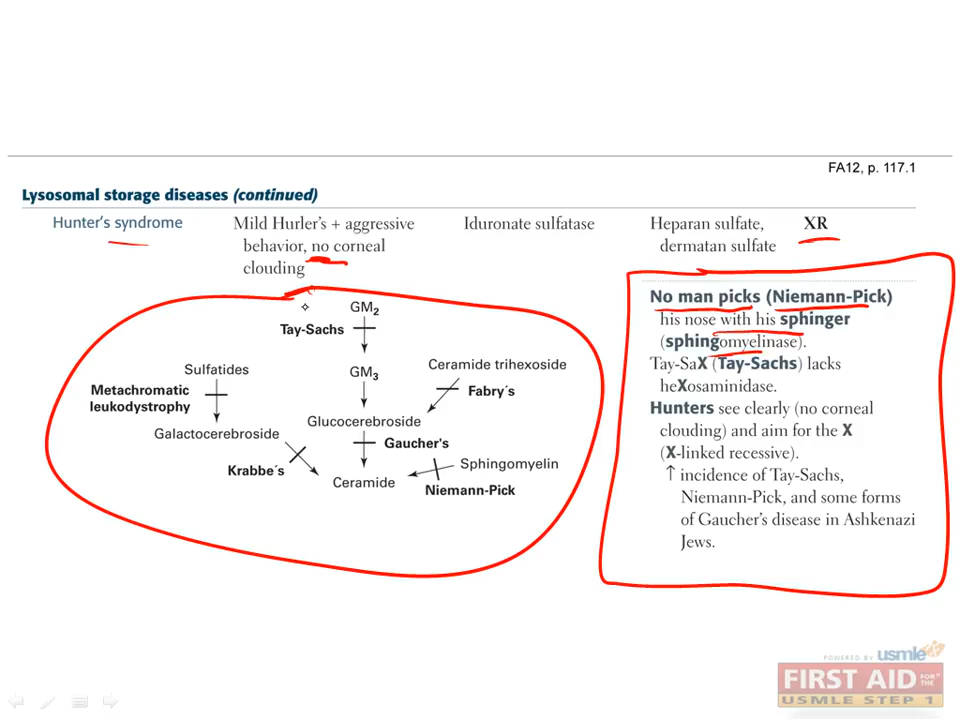 FA12, p. 117.1
Lysosomal storage diseases (continued)
Hunter's syndrome
Mild Hurler's + aggressive
behavior, no corneal
clouding
Iduronate sulfatase
Heparan sulfate,
dermatan sulfate
XR
GM2
Tay-Sachs
GM3
Sulfatides
Metachromatic
leukodystrophy
Galactocerebroside
Krabbe´s
Ceramide trihexoside
Fabry´s
Glucocerebroside
Gaucher's
Sphingomyelin
Niemann-Pick
Ceramide
No man picks (Niemann-Pick)
his nose with his sphinger
(sphingomyelinase).
Tay-SaX (Tay-Sachs) lacks
heXosaminidase.
Hunters see clearly (no corneal
clouding) and aim for the X
(X-linked recessive).
↑ incidence of Tay-Sachs,
Niemann-Pick, and some forms
of Gaucher's disease in Ashkenazi
Jews.
POWERED BY usmle
FIRST AID FOR THE
USMLE STEP 1